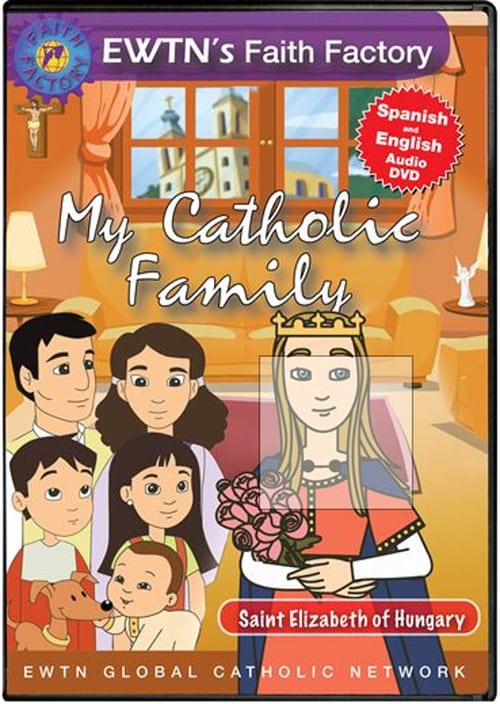 FAITH
FACTORY
EWTN's Faith Factory
Spanish
and
English
Audio
DVD
My Catholic
Family
Saint Elizabeth of Hungary
EWTN GLOBAL CATHOLIC NETWORK